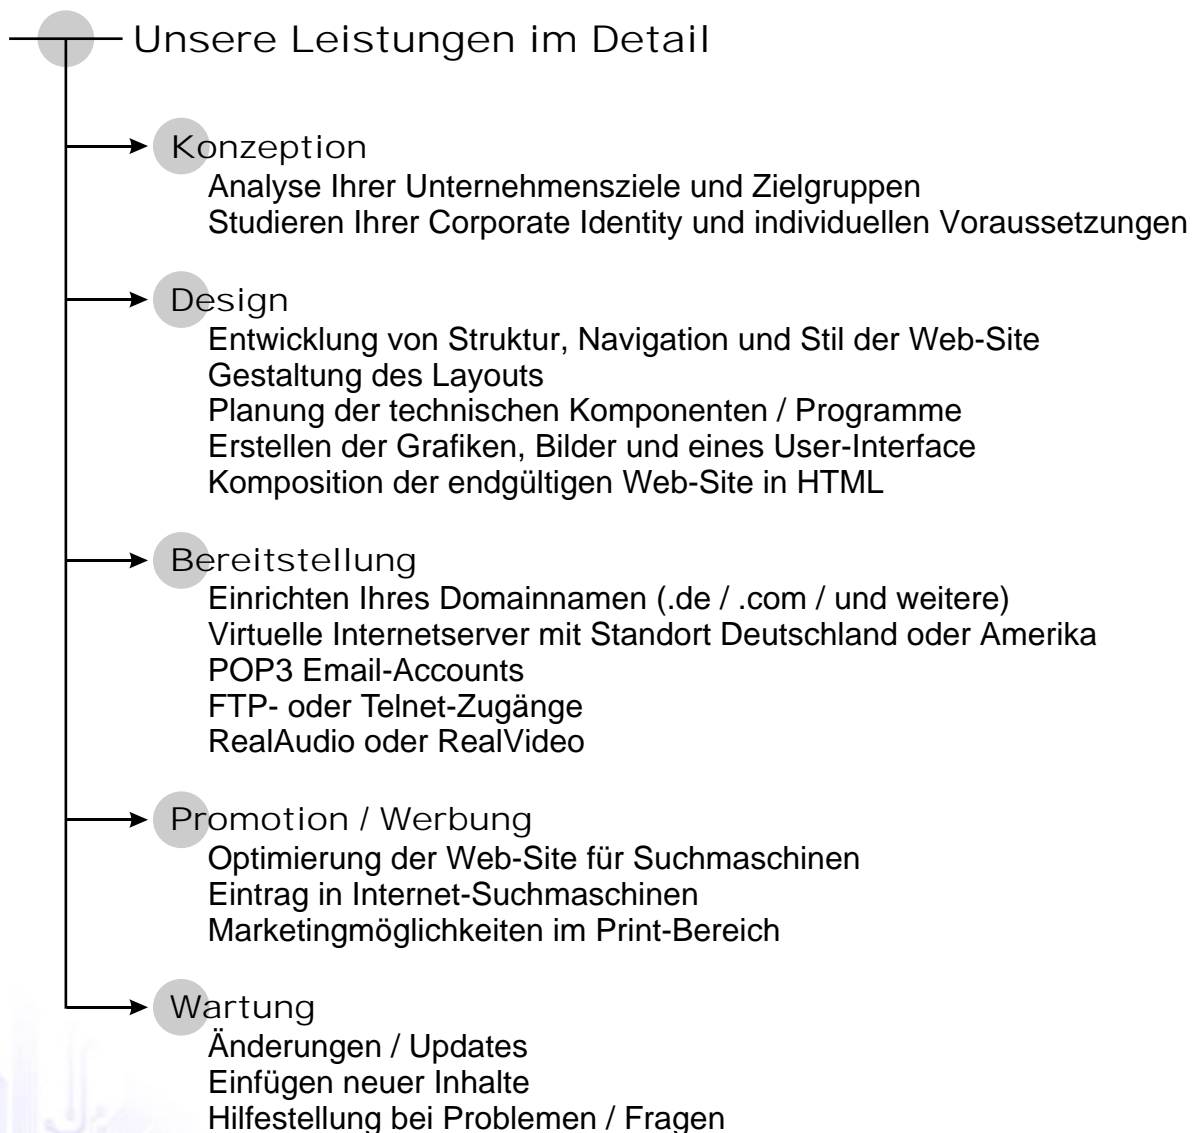 Unsere Leistungen im Detail
Konzeption
Analyse Ihrer Unternehmensziele und Zielgruppen
Studieren Ihrer Corporate Identity und individuellen Voraussetzungen
Design
Entwicklung von Struktur, Navigation und Stil der Web-Site
Gestaltung des Layouts
Planung der technischen Komponenten / Programme
Erstellen der Grafiken, Bilder und eines User-Interface
Komposition der endgültigen Web-Site in HTML
Bereitstellung
Einrichten Ihres Domainnamen (.de / .com / und weitere)
Virtuelle Internetserver mit Standort Deutschland oder Amerika
POP3 Email-Accounts
FTP- oder Telnet-Zugänge
RealAudio oder RealVideo
Promotion / Werbung
Optimierung der Web-Site für Suchmaschinen
Eintrag in Internet-Suchmaschinen
Marketingmöglichkeiten im Print-Bereich
Wartung
Änderungen / Updates
Einfügen neuer Inhalte
Hilfestellung bei Problemen / Fragen